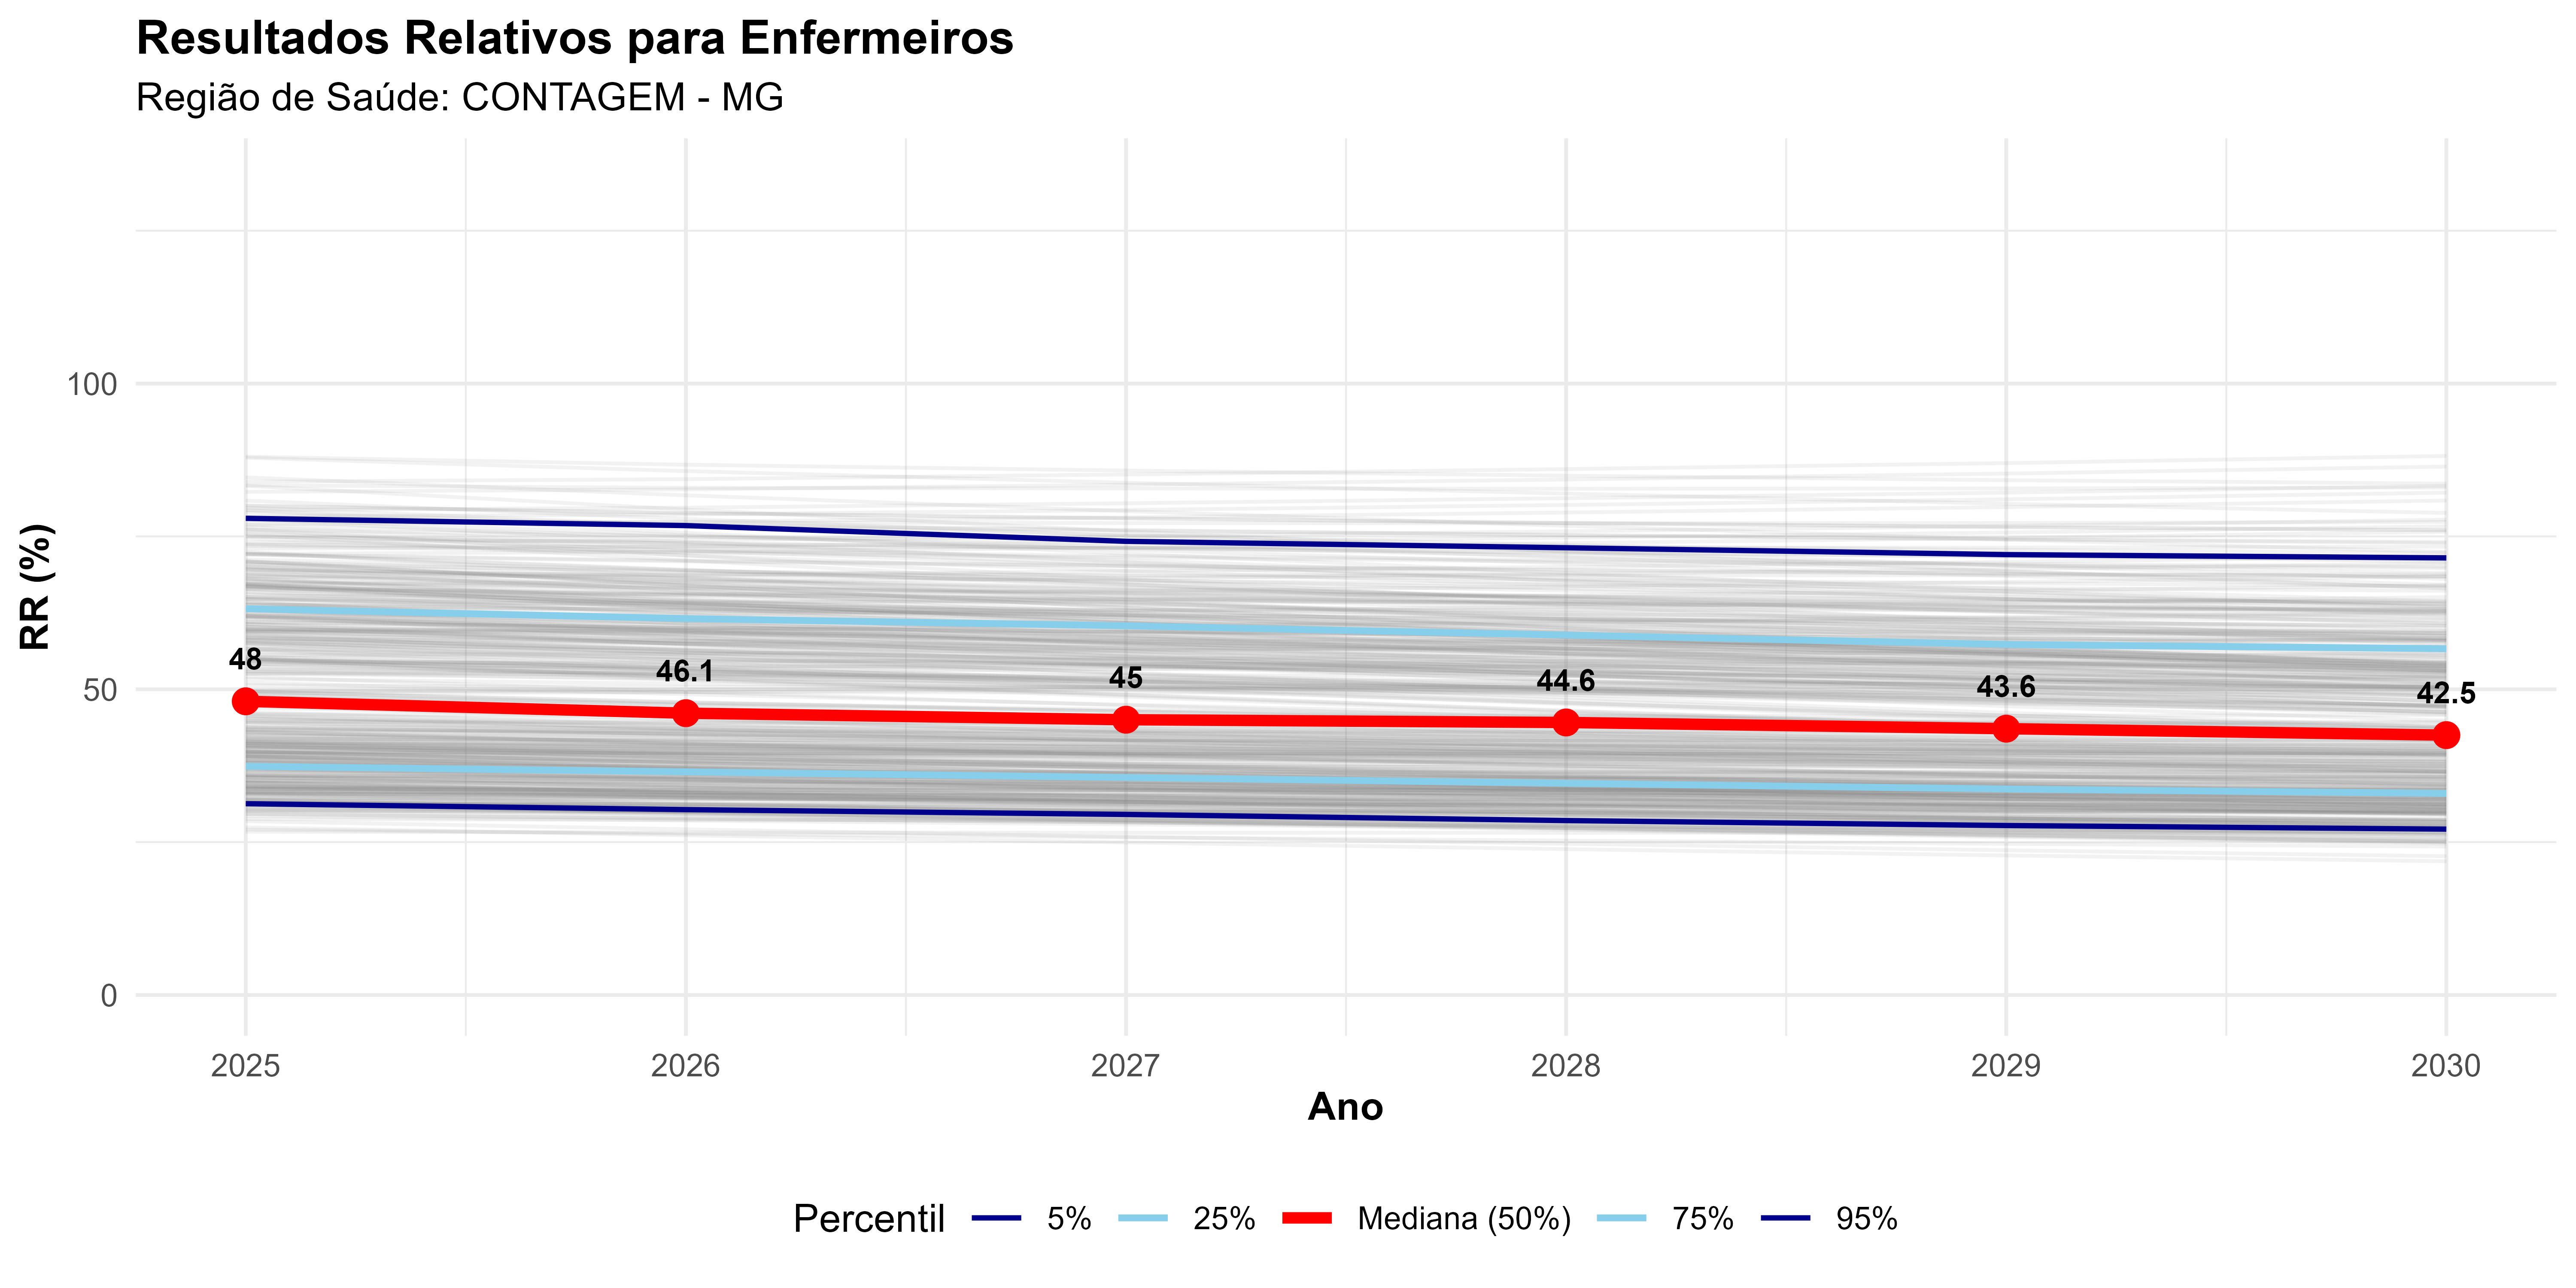 Resultados Relativos para Enfermeiros
Região de Saúde: CONTAGEM - MG
RR (%)
100
50
0
48
46.1
45
44.6
43.6
42.5
2025 2026 2027 2028 2029 2030
Ano
Percentil 5% 25% Mediana (50%) 75% 95%